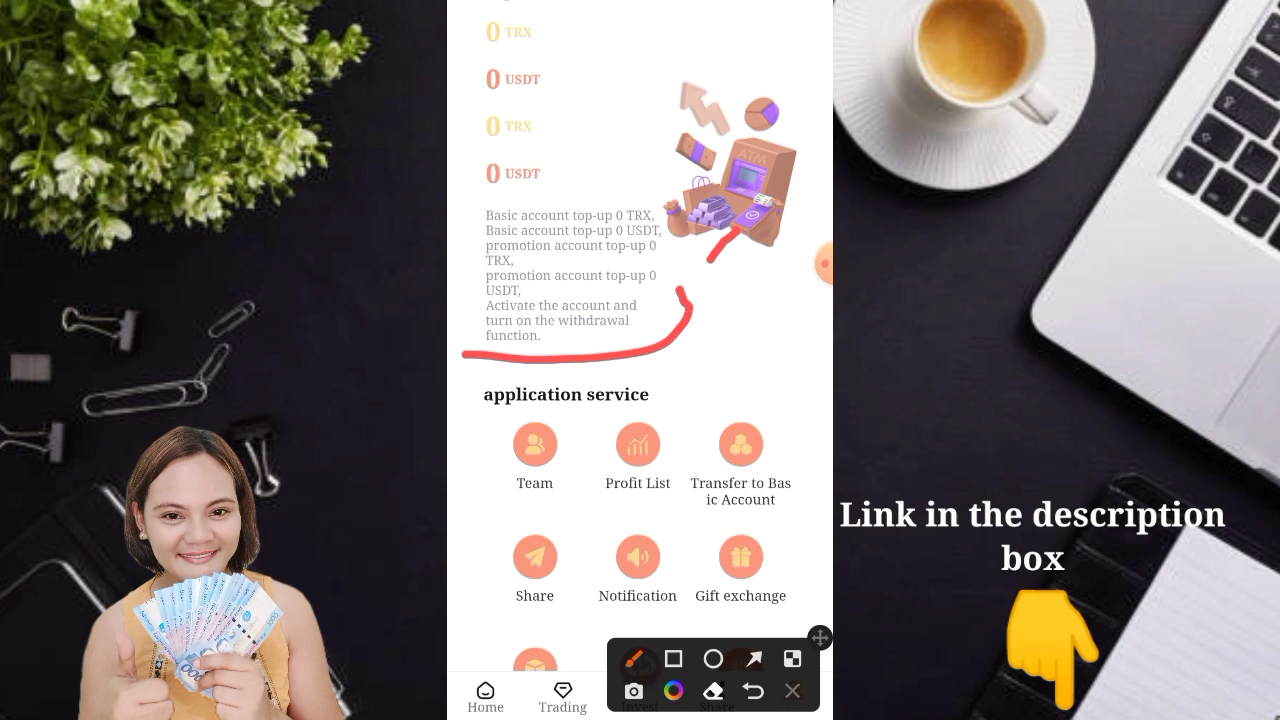 0 TRX
0 USDT
0 TRX
0 USDT
ATM
Basic account top-up 0 TRX,
Basic account top-up 0 USDT,
promotion account top-up 0
TRX,
promotion account top-up 0
USDT,
Activate the account and
turn on the withdrawal
function.
application service
Team
Profit List
Transfer to Bas
ic Account
Share
Notification
Gift exchange
Home
Trading
Invest
Share
Link in the description
box